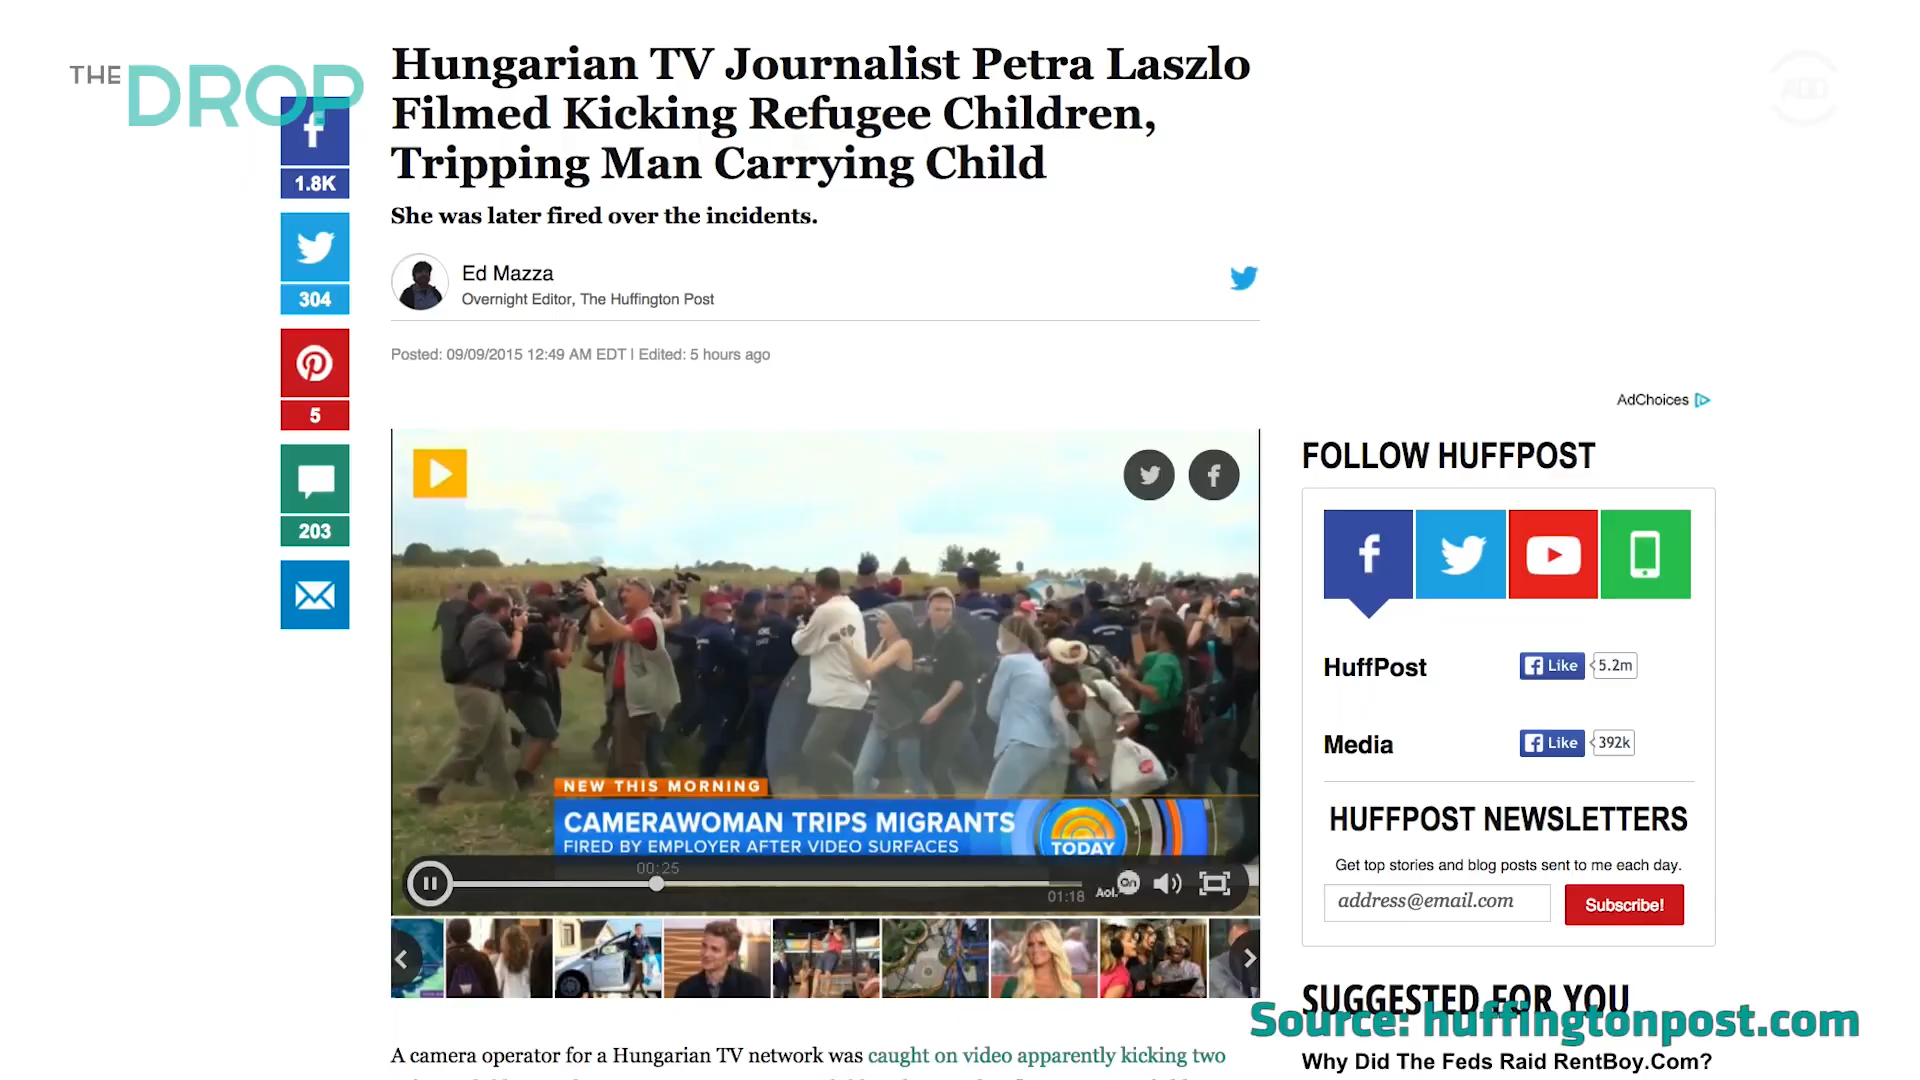 THE DROP
Hungarian TV Journalist Petra Laszlo
Filmed Kicking Refugee Children,
Tripping Man Carrying Child
She was later fired over the incidents.
1.8K
304
5
203
Ed Mazza
Overnight Editor, The Huffington Post
Posted: 09/09/2015 12:49 AM EDT | Edited: 5 hours ago
NEW THIS MORNING
CAMERAWOMAN TRIPS MIGRANTS
FIRED BY EMPLOYER AFTER VIDEO SURFACES
TODAY
00:25
01:18
Aol. On
A camera operator for a Hungarian TV network was caught on video apparently kicking two
AdChoices
FOLLOW HUFFPOST
HuffPost
Like
5.2m
Media
Like
392k
HUFFPOST NEWSLETTERS
Get top stories and blog posts sent to me each day.
address@email.com
Subscribe!
SUGGESTED FOR YOU
Source: huffingtonpost.com
Why Did The Feds Raid RentBoy.Com?